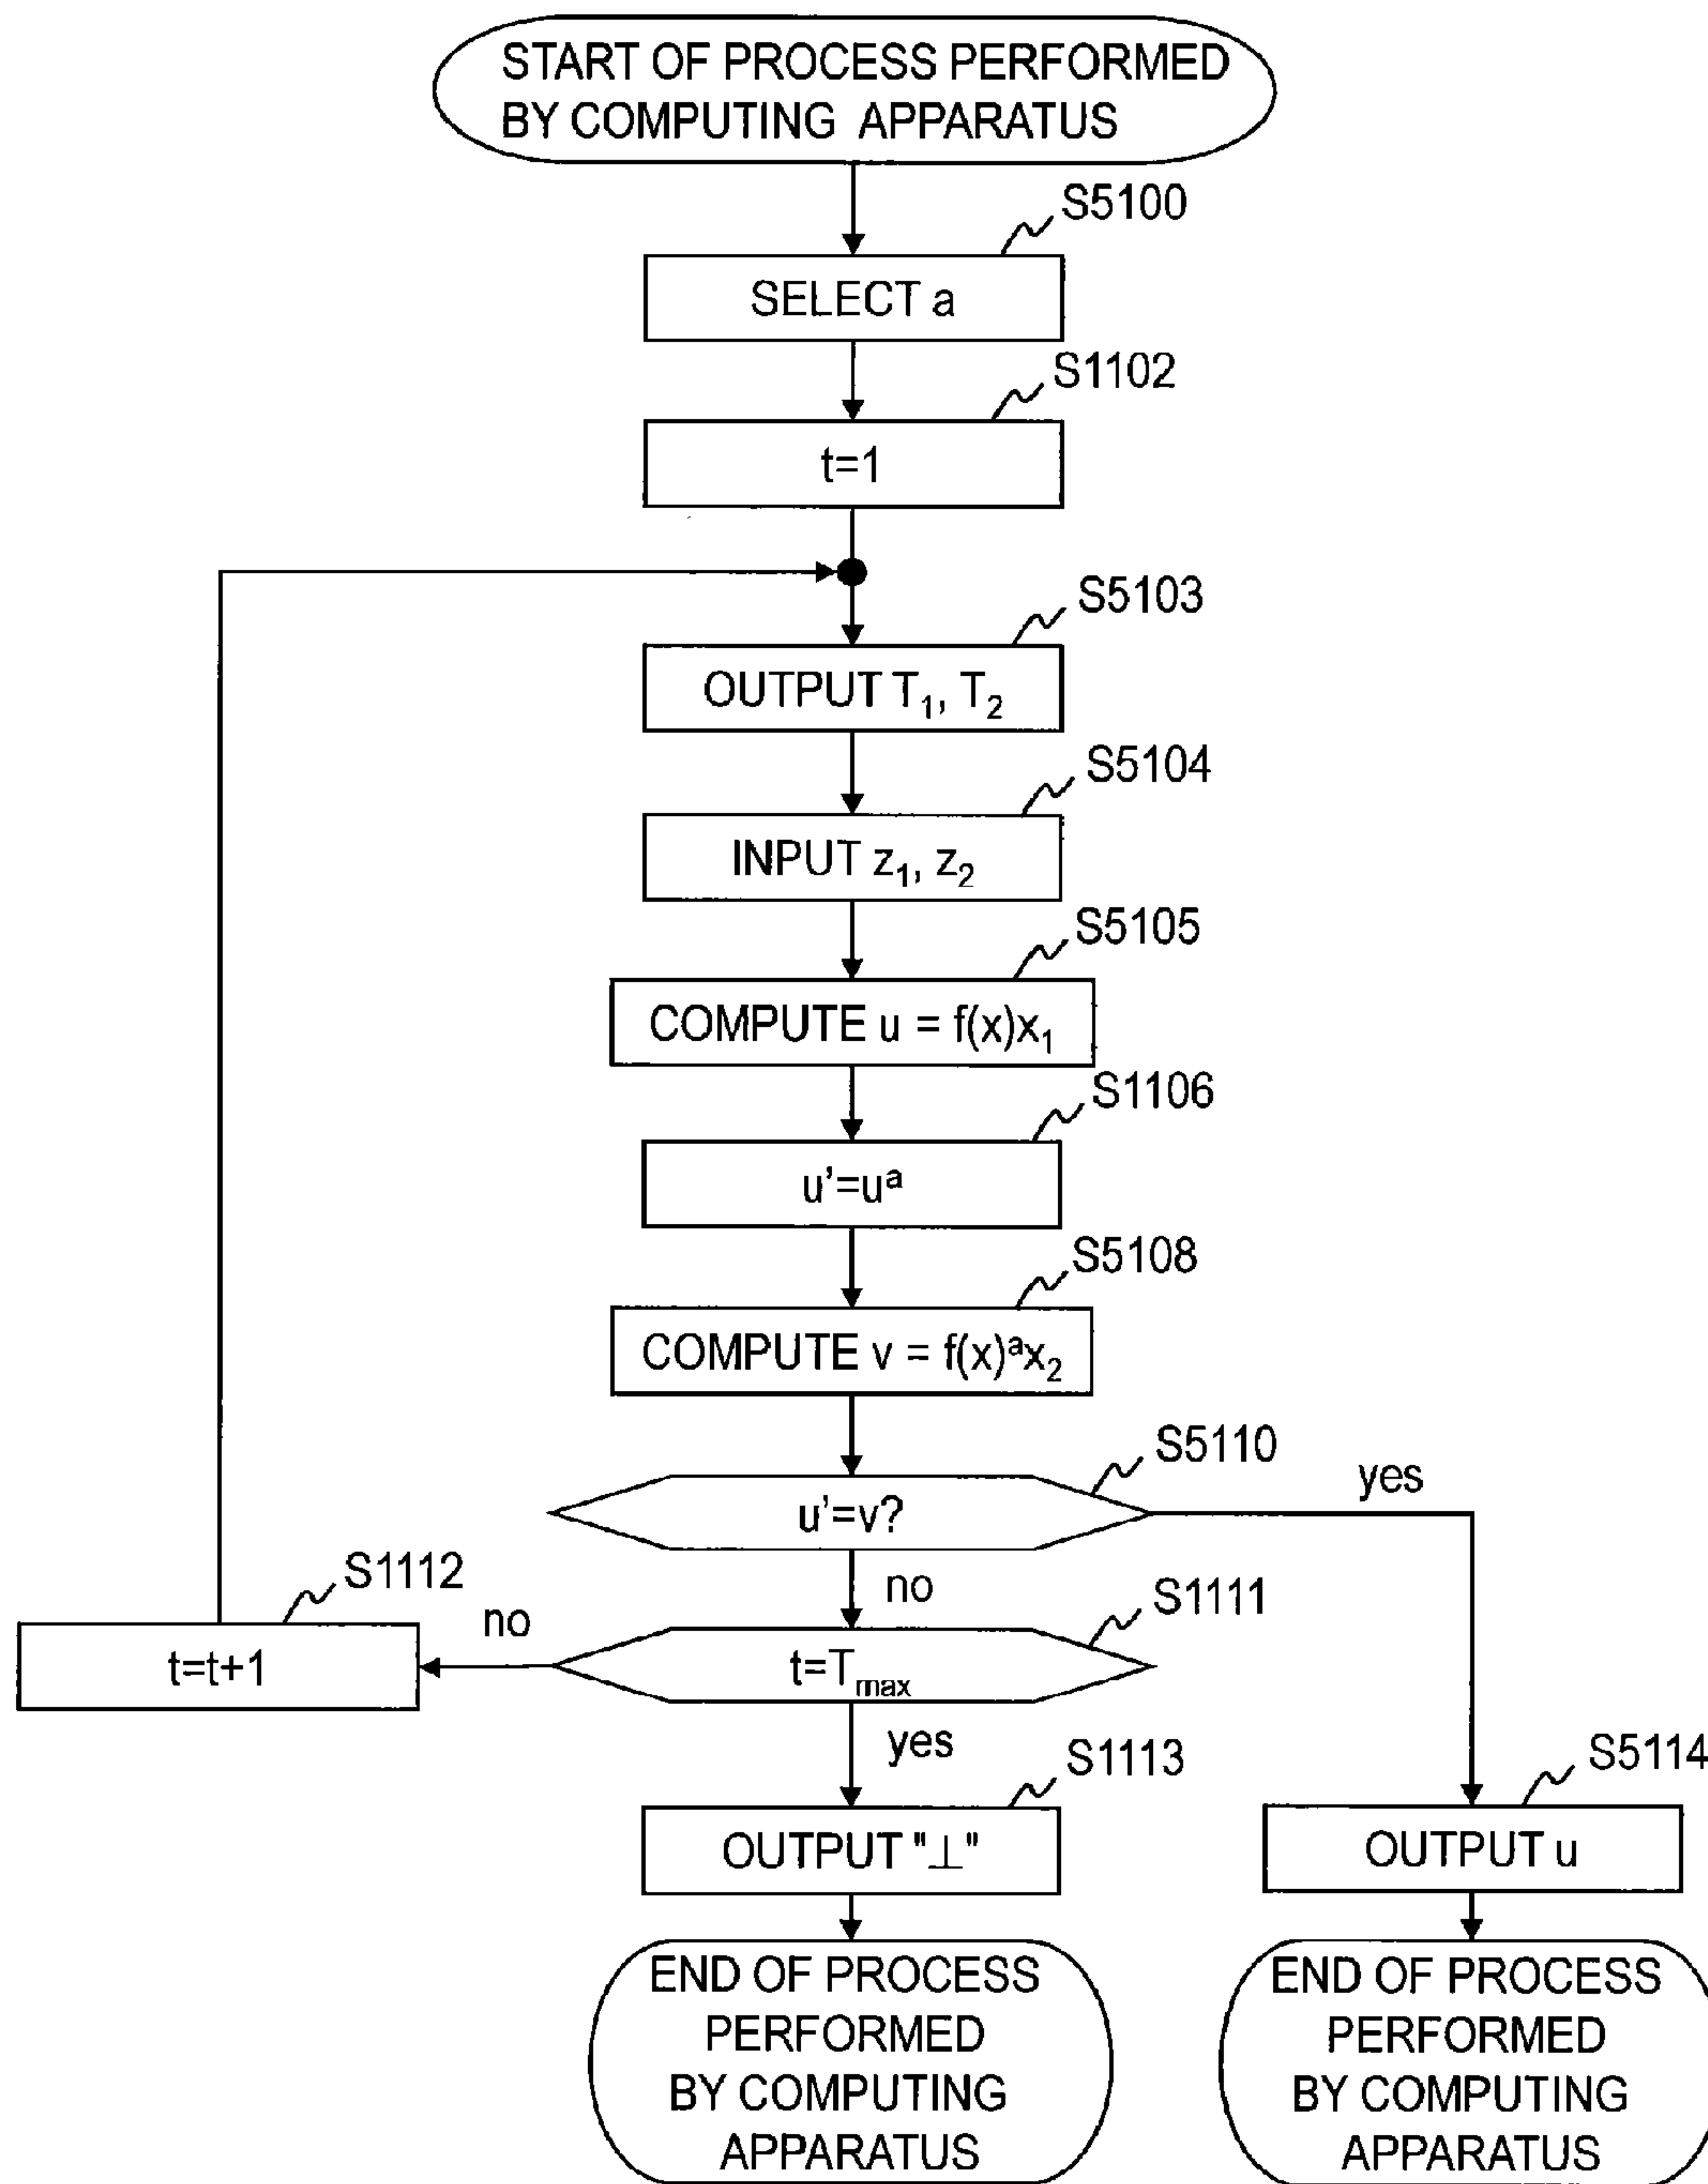 START OF PROCESS PERFORMED
BY COMPUTING APPARATUS
S5100
SELECT a
S1102
t=1
S5103
OUTPUT T₁, T₂
S5104
INPUT z₁, z₂
S5105
COMPUTE u = f(x)x₁
S1106
u'=uᵃ
S5108
COMPUTE v = f(x)ᵃx₂
S5110
yes
u'=v?
no
S1112
t=t+1
no
S1111
t=Tmax
yes
S1113
OUTPUT "⊥"
S5114
OUTPUT u
END OF PROCESS
PERFORMED
BY COMPUTING
APPARATUS
END OF PROCESS
PERFORMED
BY COMPUTING
APPARATUS